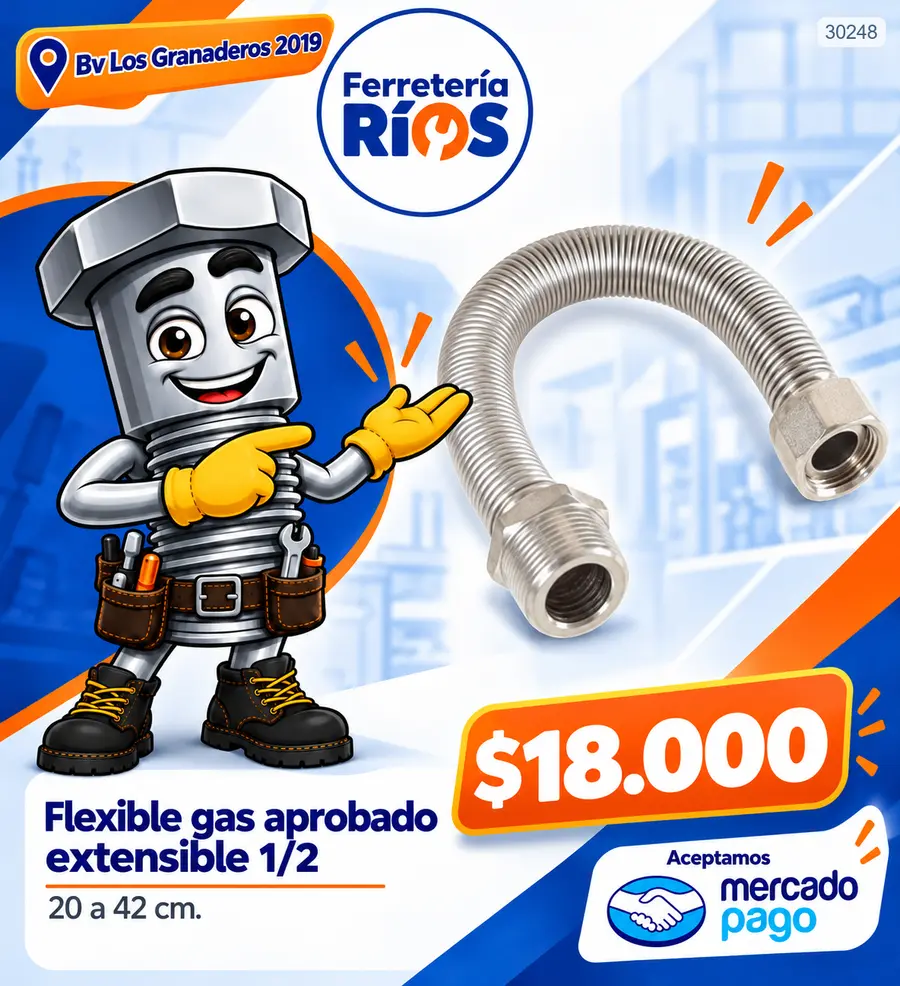 Bv Los Granaderos 2019
Ferretería
Ríos
30248
$18.000
Flexible gas aprobado
extensible 1/2
20 a 42 cm.
Aceptamos
mercado
pago